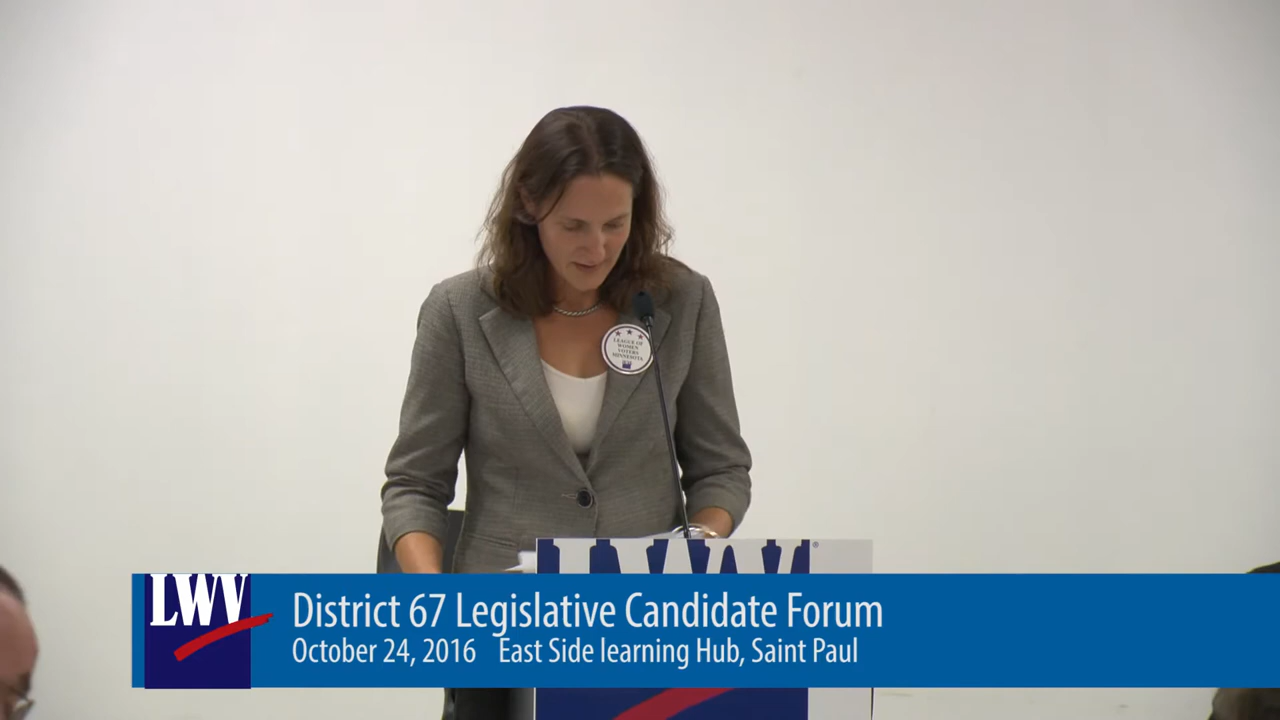 LEAGUE OF
WOMEN
VOTERS
MINNESOTA
LWV
®
LWV
District 67 Legislative Candidate Forum
October 24, 2016 East Side learning Hub, Saint Paul